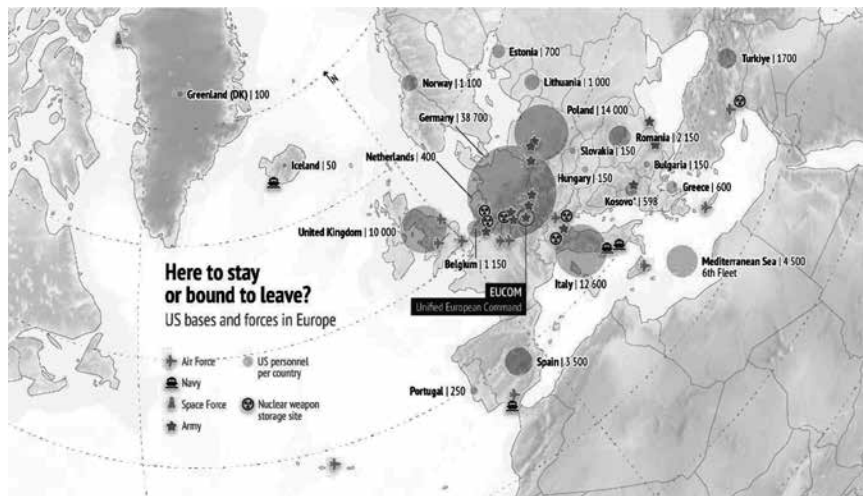 Estonia | 700
Turkiye | 1700
Norway | 1 100
Lithuania | 1 000
Greenland (DK) | 100
Poland | 14 000
Germany | 38 700
Romania | 2 150
Slovakia | 150
Netherlands | 400
Iceland | 50
Bulgaria | 150
Hungary | 150
Greece | 600
Kosovo* | 598
United Kingdom | 10 000
Belgium | 1 150
Mediterranean Sea | 4 500
6th Fleet
Italy | 12 600
EUCOM
Unified European Command
Here to stay
or bound to leave?
US bases and forces in Europe
Air Force
Navy
Space Force
Army
US personnel
per country
Nuclear weapon
storage site
Spain | 3 500
Portugal | 250
N